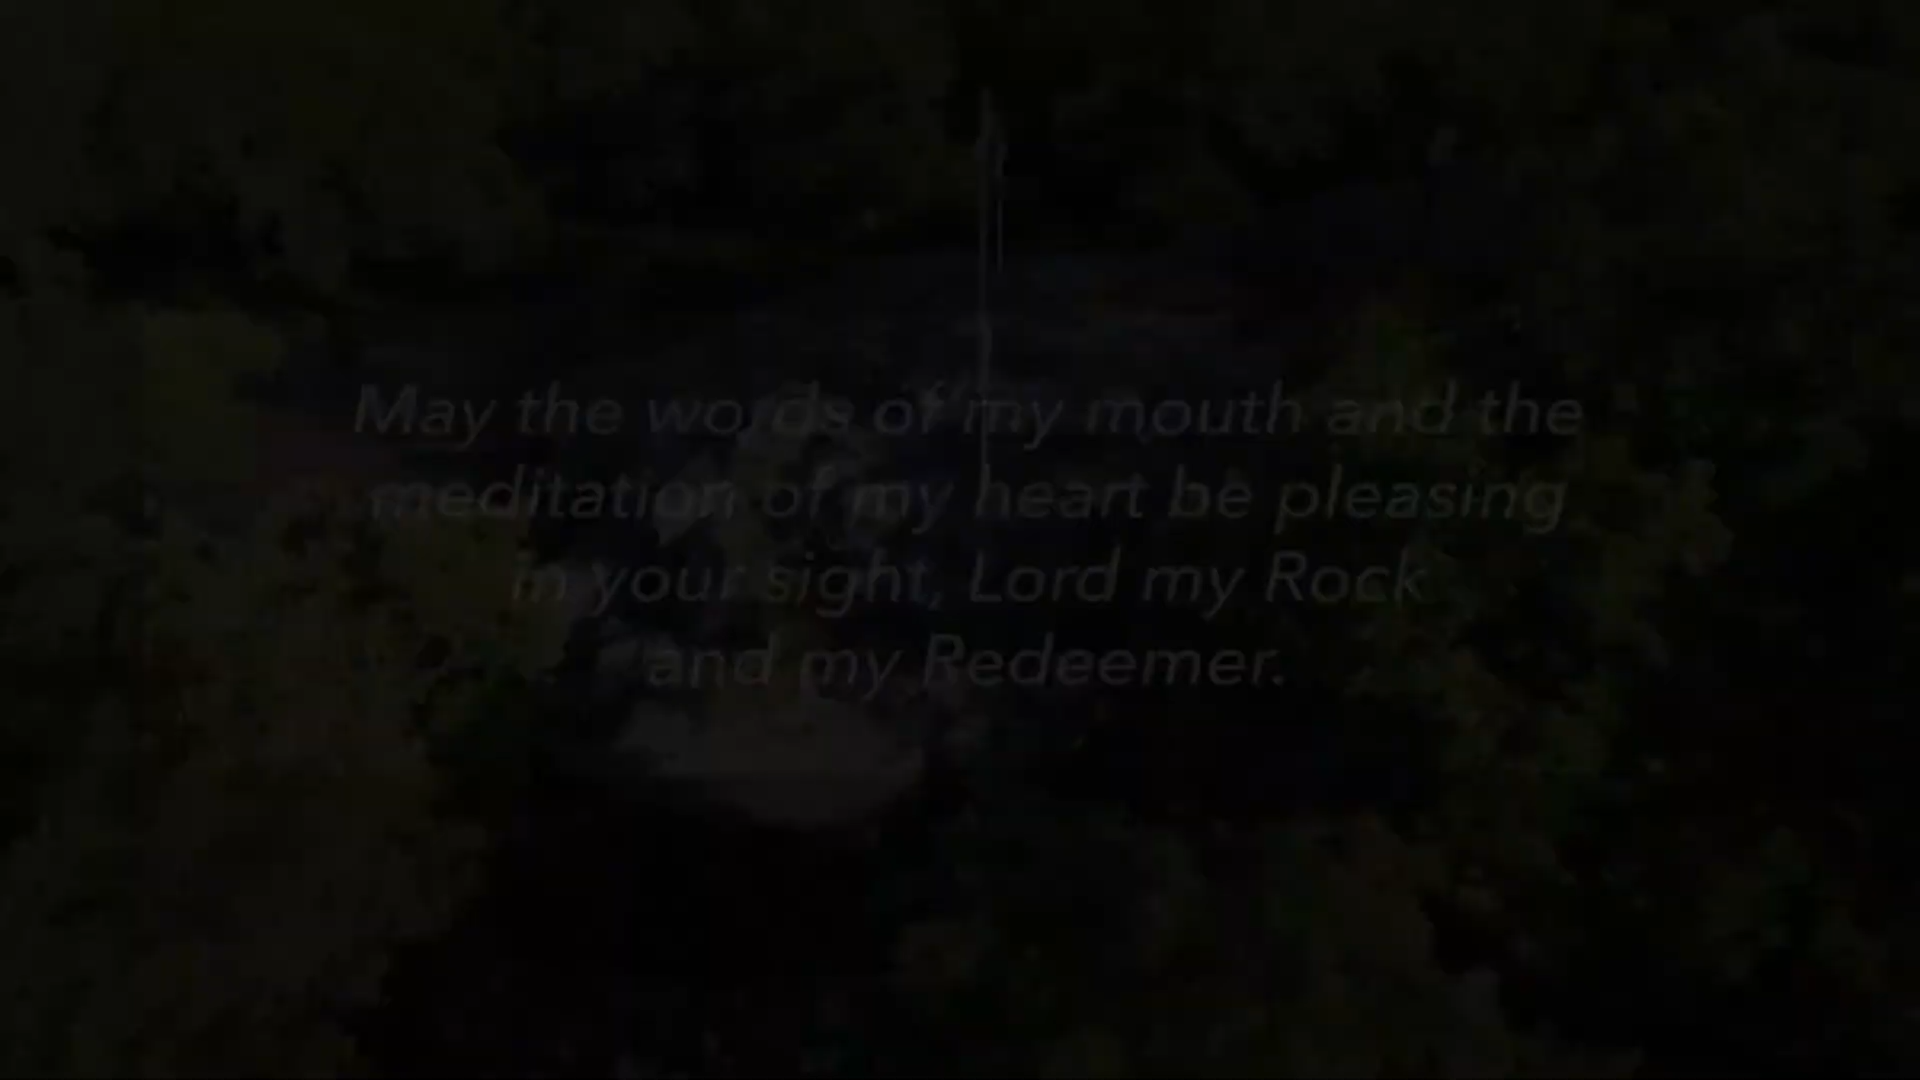 May the words of my mouth and the
meditation of my heart be pleasing
in your sight, Lord my Rock
and my Redeemer.